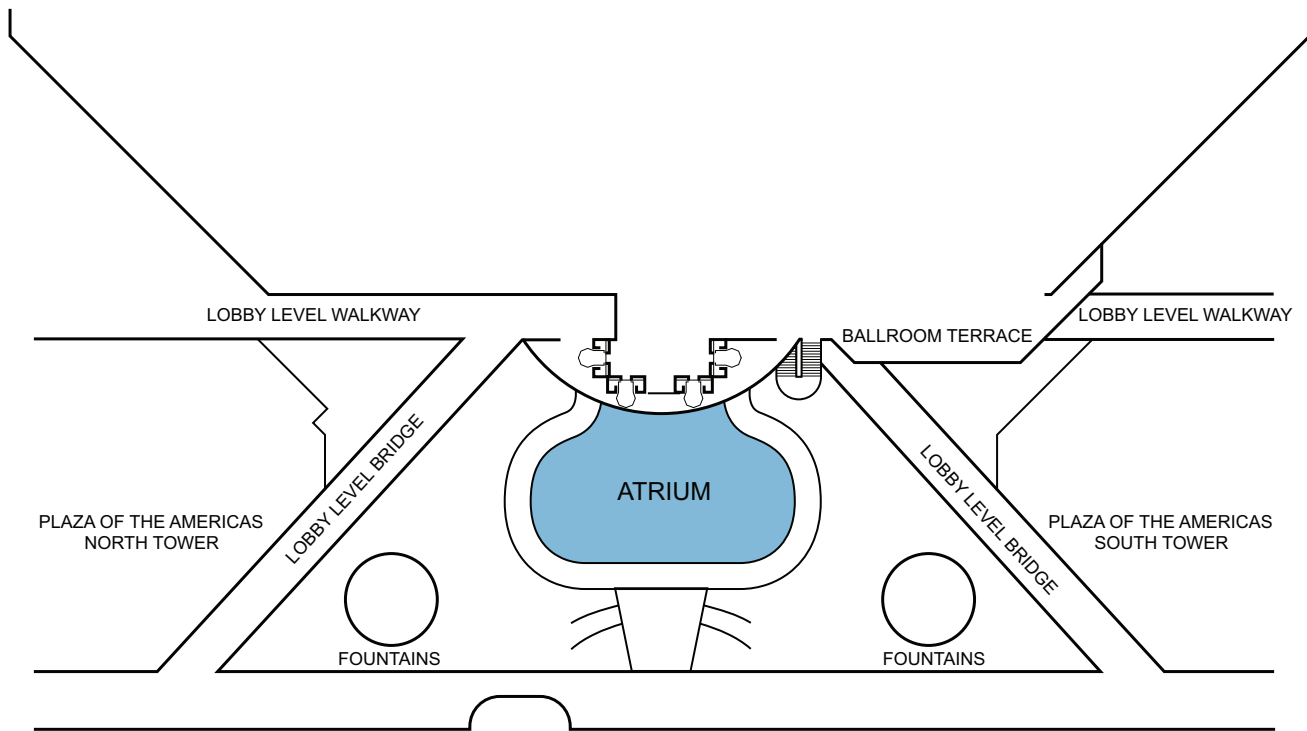 LOBBY LEVEL WALKWAY
LOBBY LEVEL WALKWAY
BALLROOM TERRACE
LOBBY LEVEL BRIDGE
LOBBY LEVEL BRIDGE
ATRIUM
PLAZA OF THE AMERICAS
NORTH TOWER
PLAZA OF THE AMERICAS
SOUTH TOWER
FOUNTAINS
FOUNTAINS